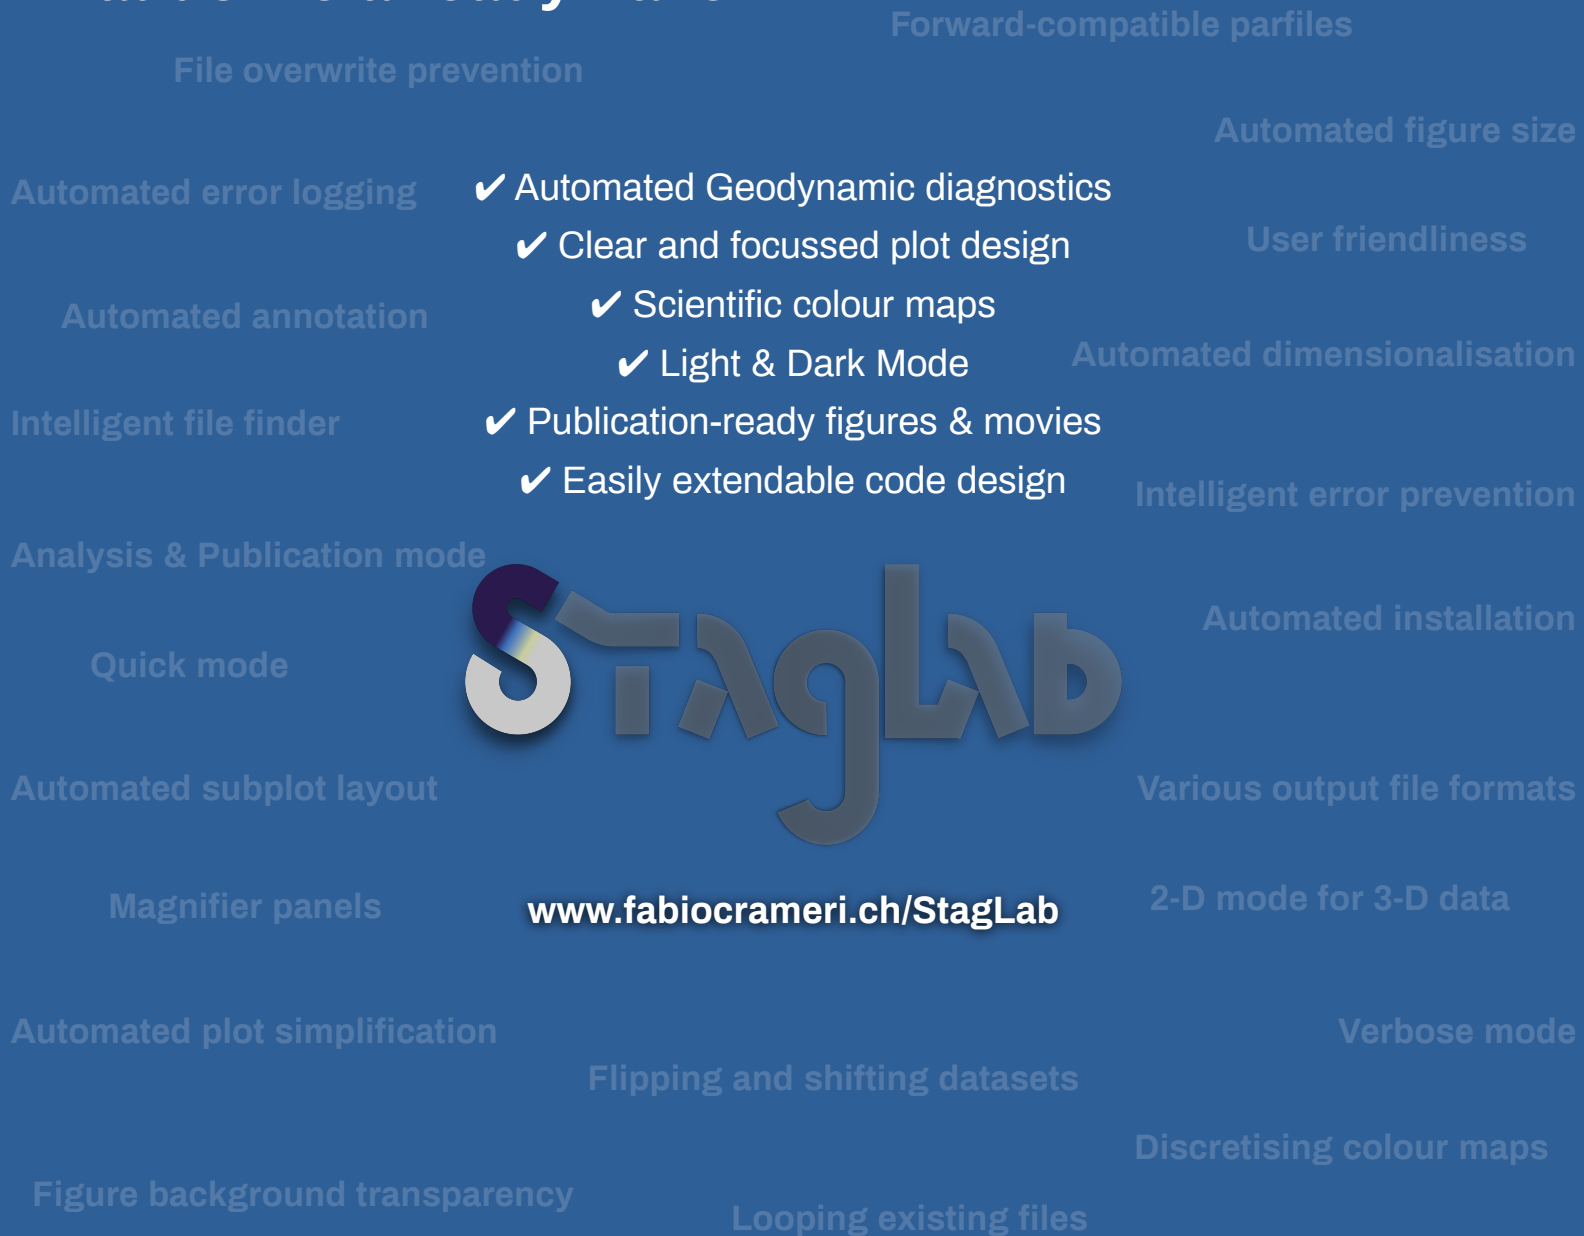 Forward-compatible parfiles
File overwrite prevention
Automated figure size
✔ Automated Geodynamic diagnostics
Automated error logging
✔ Clear and focussed plot design
User friendliness
✔ Scientific colour maps
Automated annotation
✔ Light & Dark Mode
Automated dimensionalisation
✔ Publication-ready figures & movies
Intelligent file finder
✔ Easily extendable code design
Intelligent error prevention
Analysis & Publication mode
StagLab
Automated installation
Quick mode
Automated subplot layout
Various output file formats
Magnifier panels
2-D mode for 3-D data
www.fabiocrameri.ch/StagLab
Automated plot simplification
Verbose mode
Flipping and shifting datasets
Discretising colour maps
Figure background transparency
Looping existing files